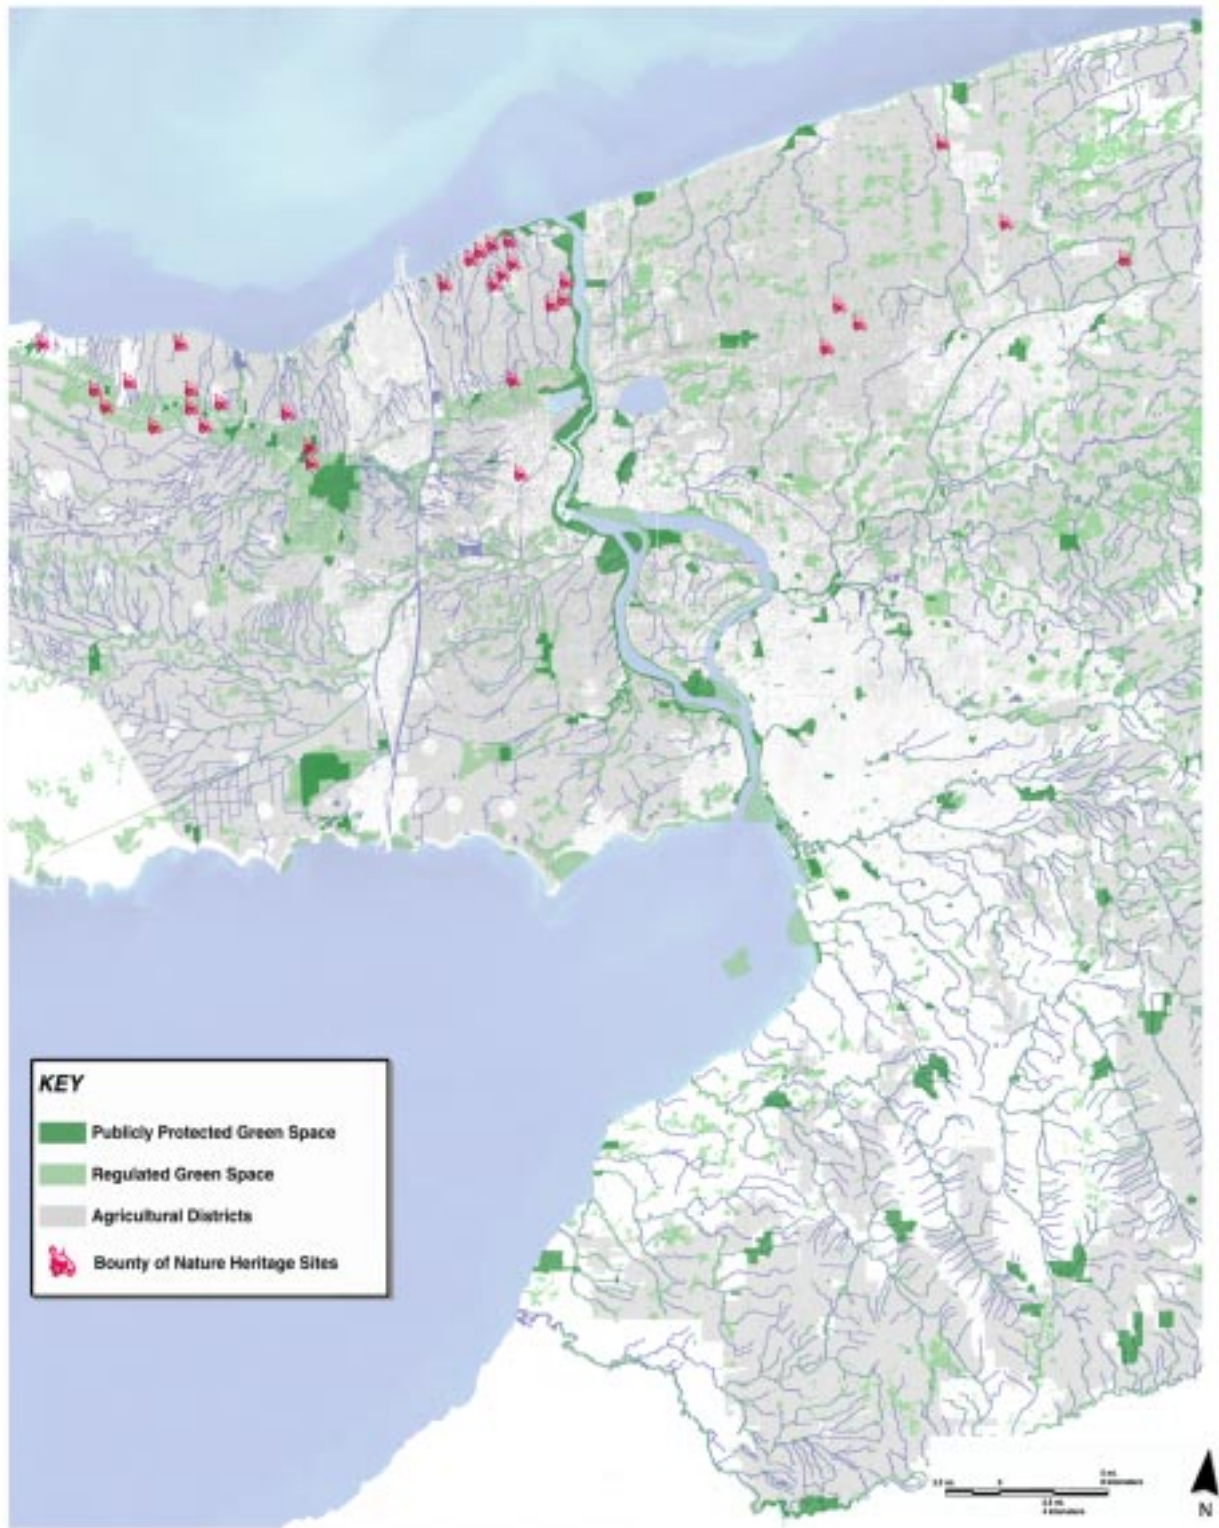 KEY
Publicly Protected Green Space
Regulated Green Space
Agricultural Districts
Bounty of Nature Heritage Sites
N